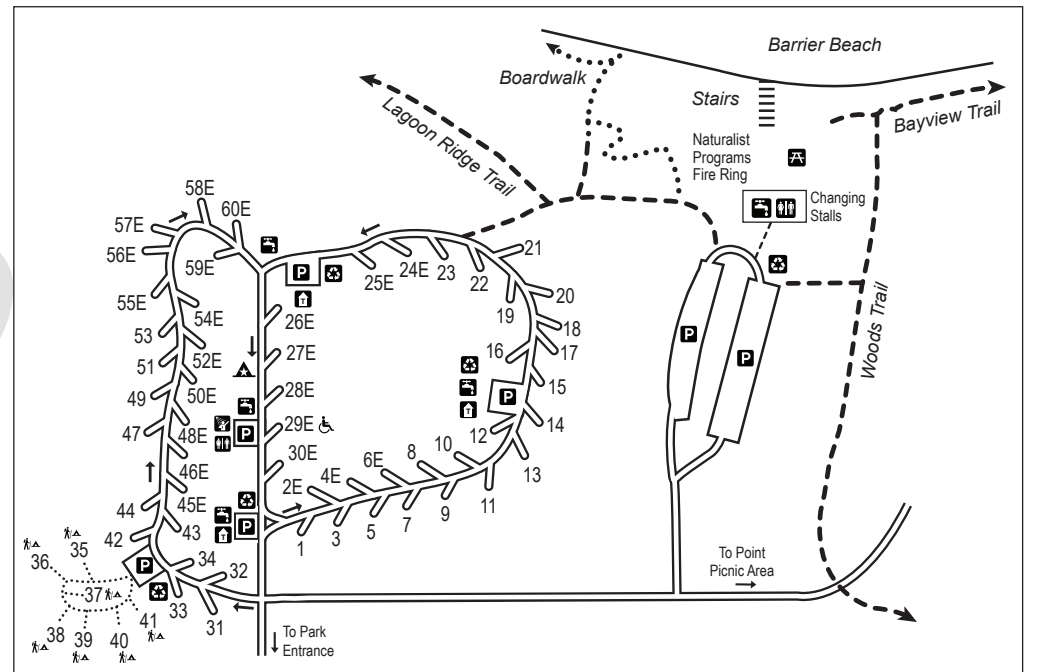 Barrier Beach
Boardwalk
Stairs
Bayview Trail
Lagoon Ridge Trail
Naturalist
Programs
Fire Ring
Changing
Stalls
Woods Trail
58E
57E
60E
56E
59E
55E
54E
53
52E
51
50E
49
48E
47
46E
45E
44
43
42
25E
24E
23
22
21
20
19
18
17
16
15
14
13
12
11
10
9
8
7
6E
5
4E
3
2E
1
26E
27E
28E
29E
30E
P
P
P
P
P
P
P
34
32
33
31
35
36
37
38
39
40
41
To Point
Picnic Area
To Park
Entrance